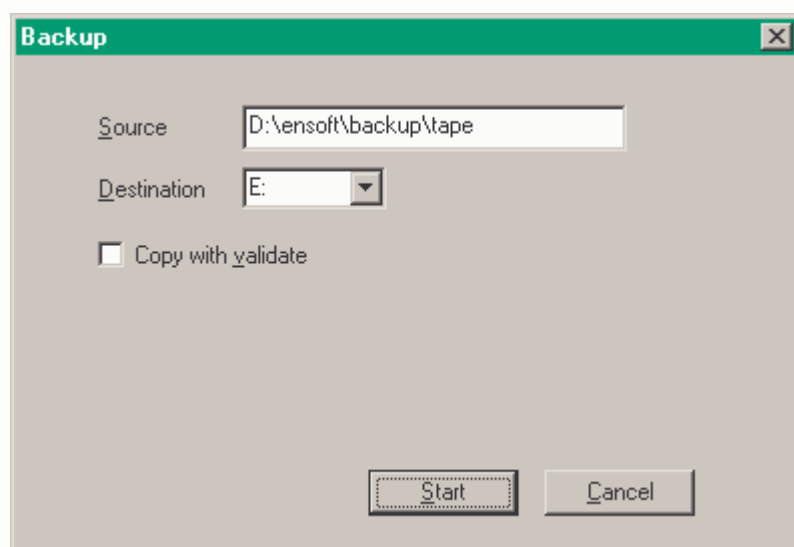 Backup
Source D:\ensoft\backup\tape
Destination E:
Copy with validate
Start Cancel